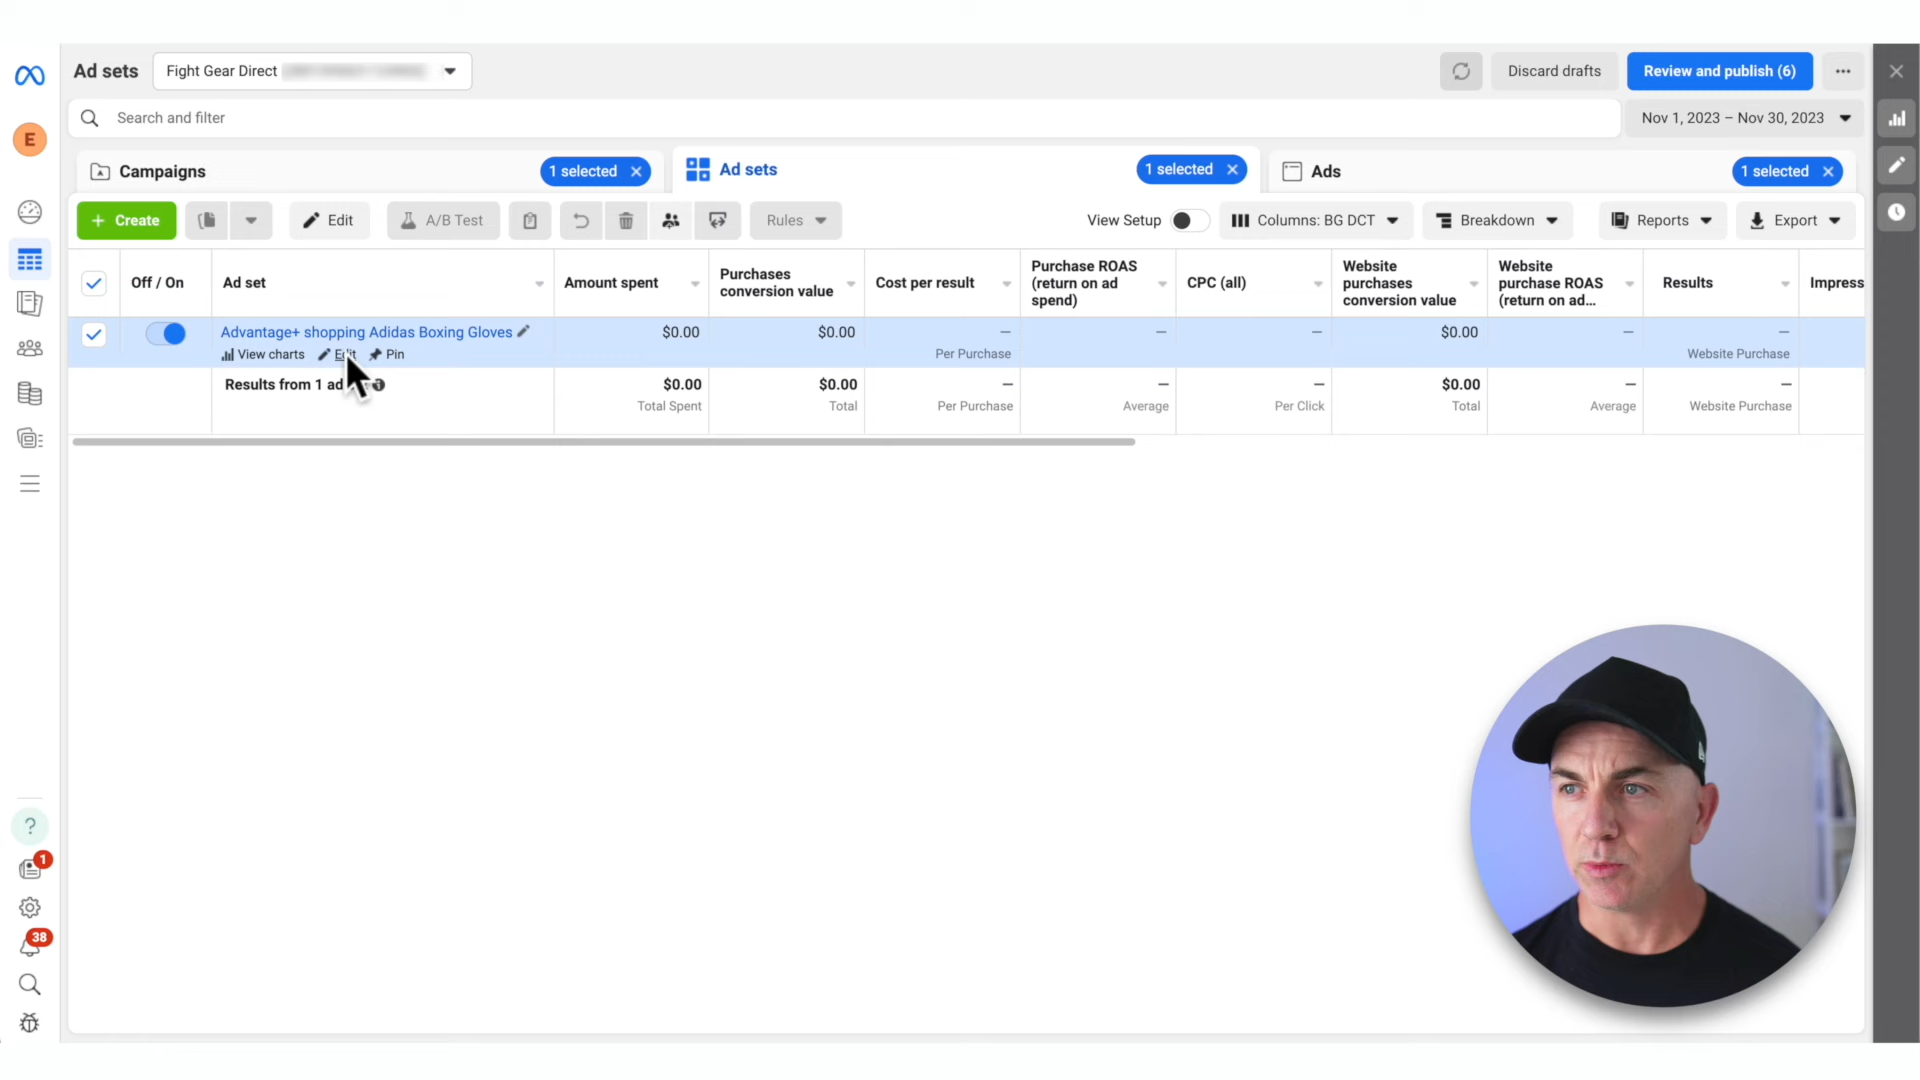 Ad sets
Fight Gear Direct
Discard drafts
Review and publish (6)
Search and filter
Nov 1, 2023 – Nov 30, 2023
E
Campaigns
1 selected
Ad sets
1 selected
Ads
1 selected
+ Create
Edit
A/B Test
Rules
View Setup
Columns: BG DCT
Breakdown
Reports
Export
Off / On
Ad set
Amount spent
Purchases
conversion value
Cost per result
Purchase ROAS
(return on ad
spend)
CPC (all)
Website
purchases
conversion value
Website
purchase ROAS
(return on ad...
Results
Impress
Advantage+ shopping Adidas Boxing Gloves
$0.00
$0.00
—
—
—
$0.00
—
—
View charts
Edit
Pin
Per Purchase
Website Purchase
Results from 1 ad
$0.00
$0.00
—
—
—
$0.00
—
—
Total Spent
Total
Per Purchase
Average
Per Click
Total
Average
Website Purchase
?
1
38